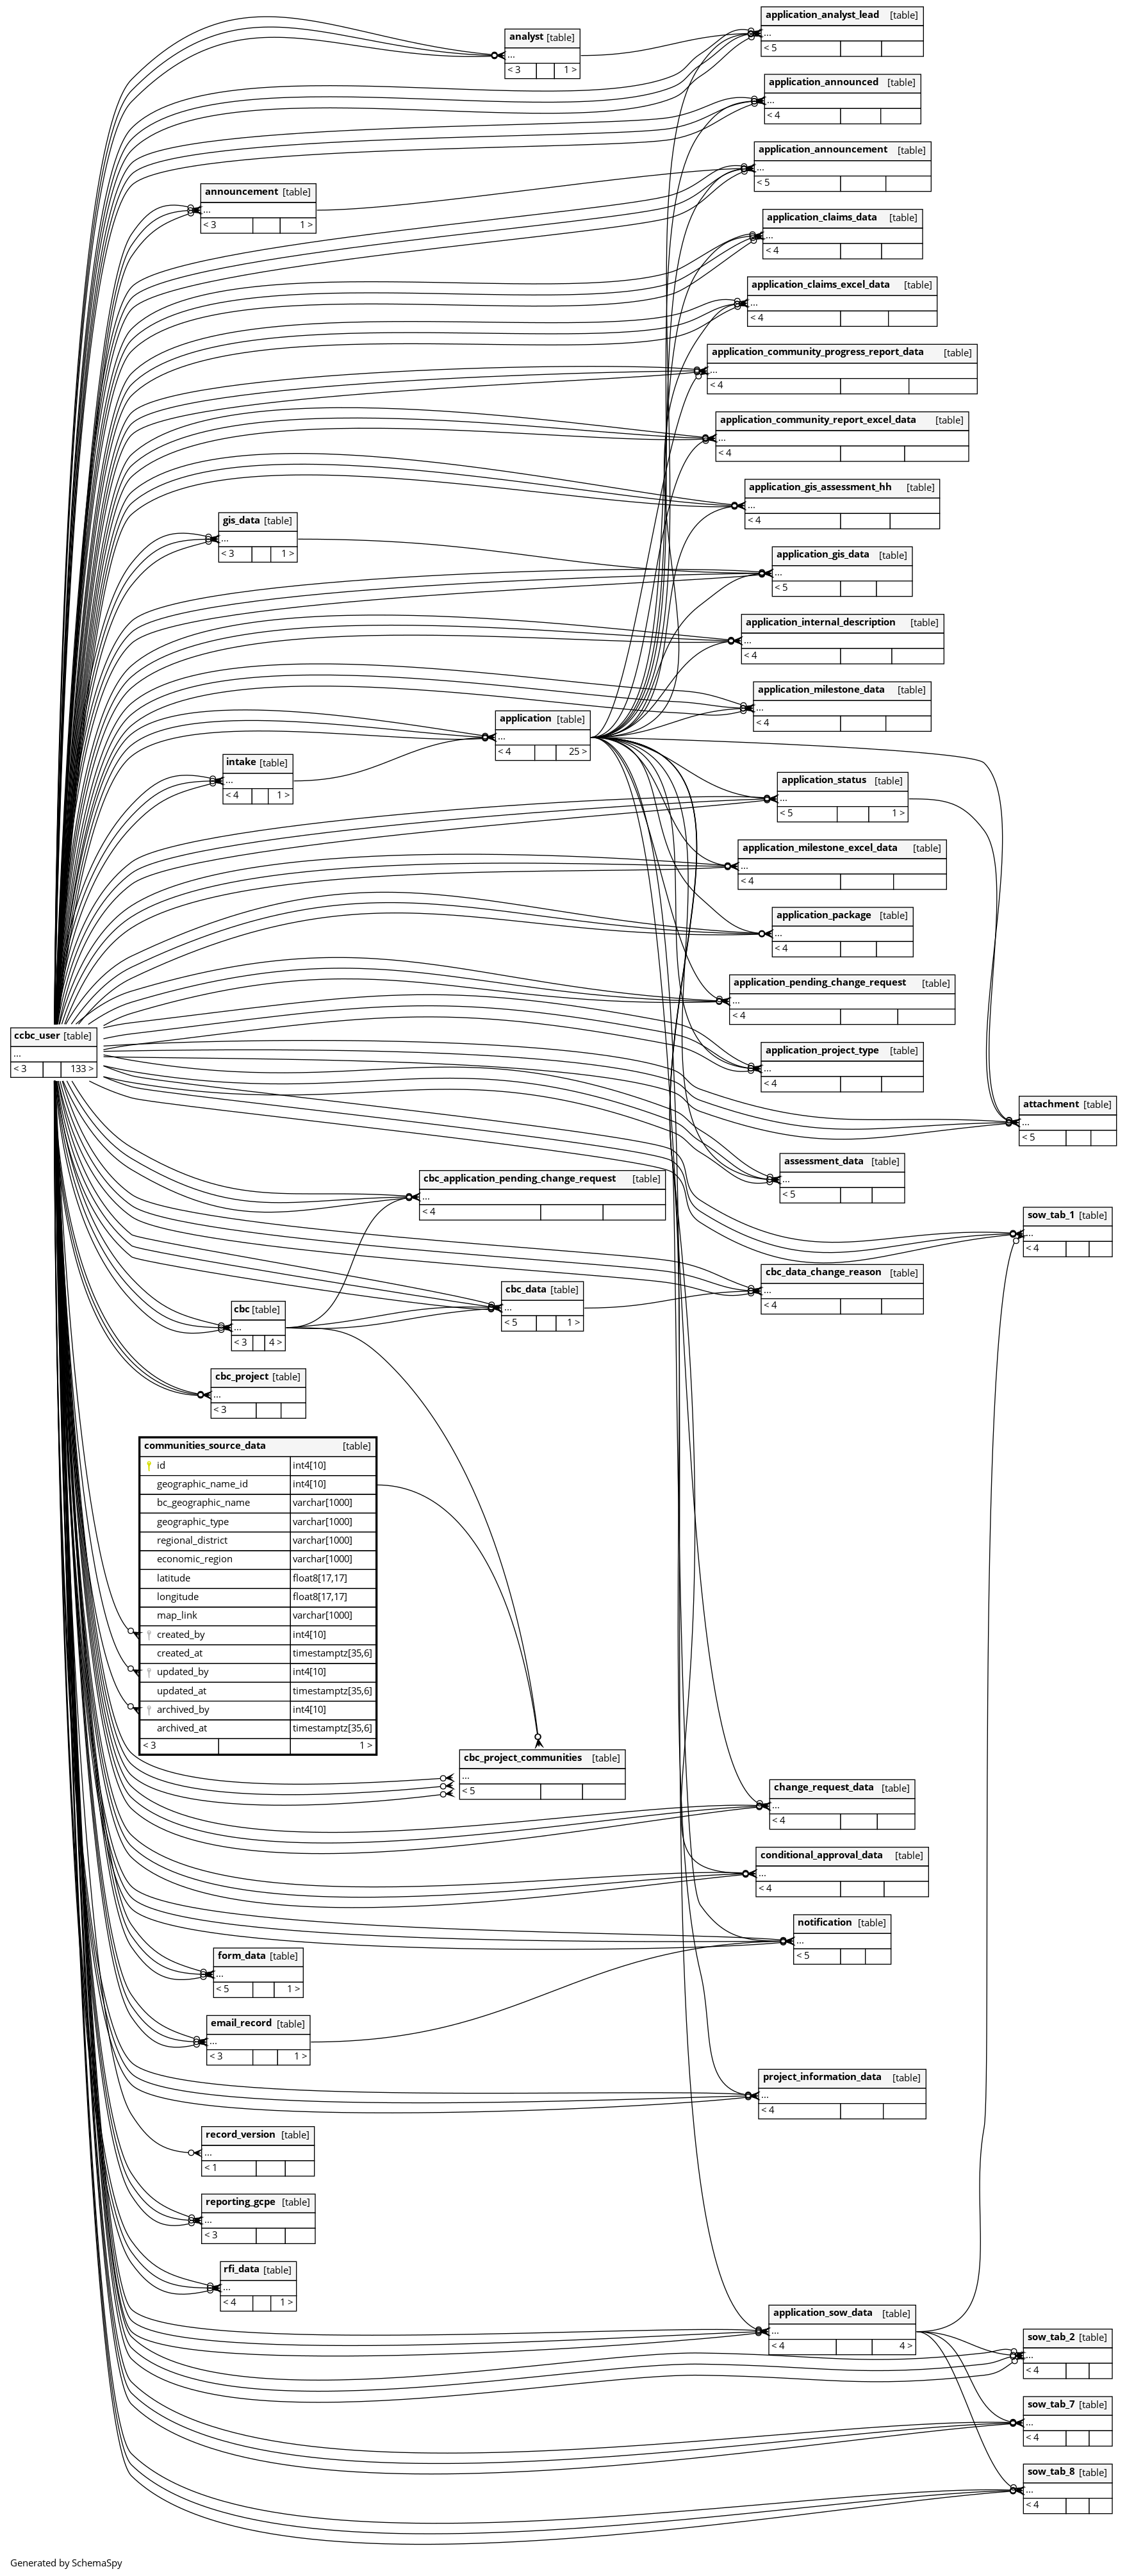 application_analyst_lead [table]
...
< 5
analyst [table]
...
< 3 1 >
application_announced [table]
...
< 4
application_announcement [table]
...
< 5
announcement [table]
...
< 3 1 >
application_claims_data [table]
...
< 4
application_claims_excel_data [table]
...
< 4
application_community_progress_report_data [table]
...
< 4
application_community_report_excel_data [table]
...
< 4
application_gis_assessment_hh [table]
...
< 4
gis_data [table]
...
< 3 1 >
application_gis_data [table]
...
< 5
application_internal_description [table]
...
< 4
application_milestone_data [table]
...
< 4
application [table]
...
< 4 25 >
intake [table]
...
< 4 1 >
application_status [table]
...
< 5 1 >
application_milestone_excel_data [table]
...
< 4
application_package [table]
...
< 4
application_pending_change_request [table]
...
< 4
ccbc_user [table]
...
< 3 133 >
application_project_type [table]
...
< 4
attachment [table]
...
< 5
assessment_data [table]
...
< 5
cbc_application_pending_change_request [table]
...
< 4
sow_tab_1 [table]
...
< 4
cbc_data_change_reason [table]
...
< 4
cbc_data [table]
...
< 5 1 >
cbc [table]
...
< 3 4 >
cbc_project [table]
...
< 3
communities_source_data [table]
id int4[10]
geographic_name_id int4[10]
bc_geographic_name varchar[1000]
geographic_type varchar[1000]
regional_district varchar[1000]
economic_region varchar[1000]
latitude float8[17,17]
longitude float8[17,17]
map_link varchar[1000]
created_by int4[10]
created_at timestamptz[35,6]
updated_by int4[10]
updated_at timestamptz[35,6]
archived_by int4[10]
archived_at timestamptz[35,6]
< 3 1 >
cbc_project_communities [table]
...
< 5
change_request_data [table]
...
< 4
conditional_approval_data [table]
...
< 4
notification [table]
...
< 5
form_data [table]
...
< 5 1 >
email_record [table]
...
< 3 1 >
project_information_data [table]
...
< 4
record_version [table]
...
< 1
reporting_gcpe [table]
...
< 3
rfi_data [table]
...
< 4 1 >
application_sow_data [table]
...
< 4 4 >
sow_tab_2 [table]
...
< 4
sow_tab_7 [table]
...
< 4
sow_tab_8 [table]
...
< 4
Generated by SchemaSpy